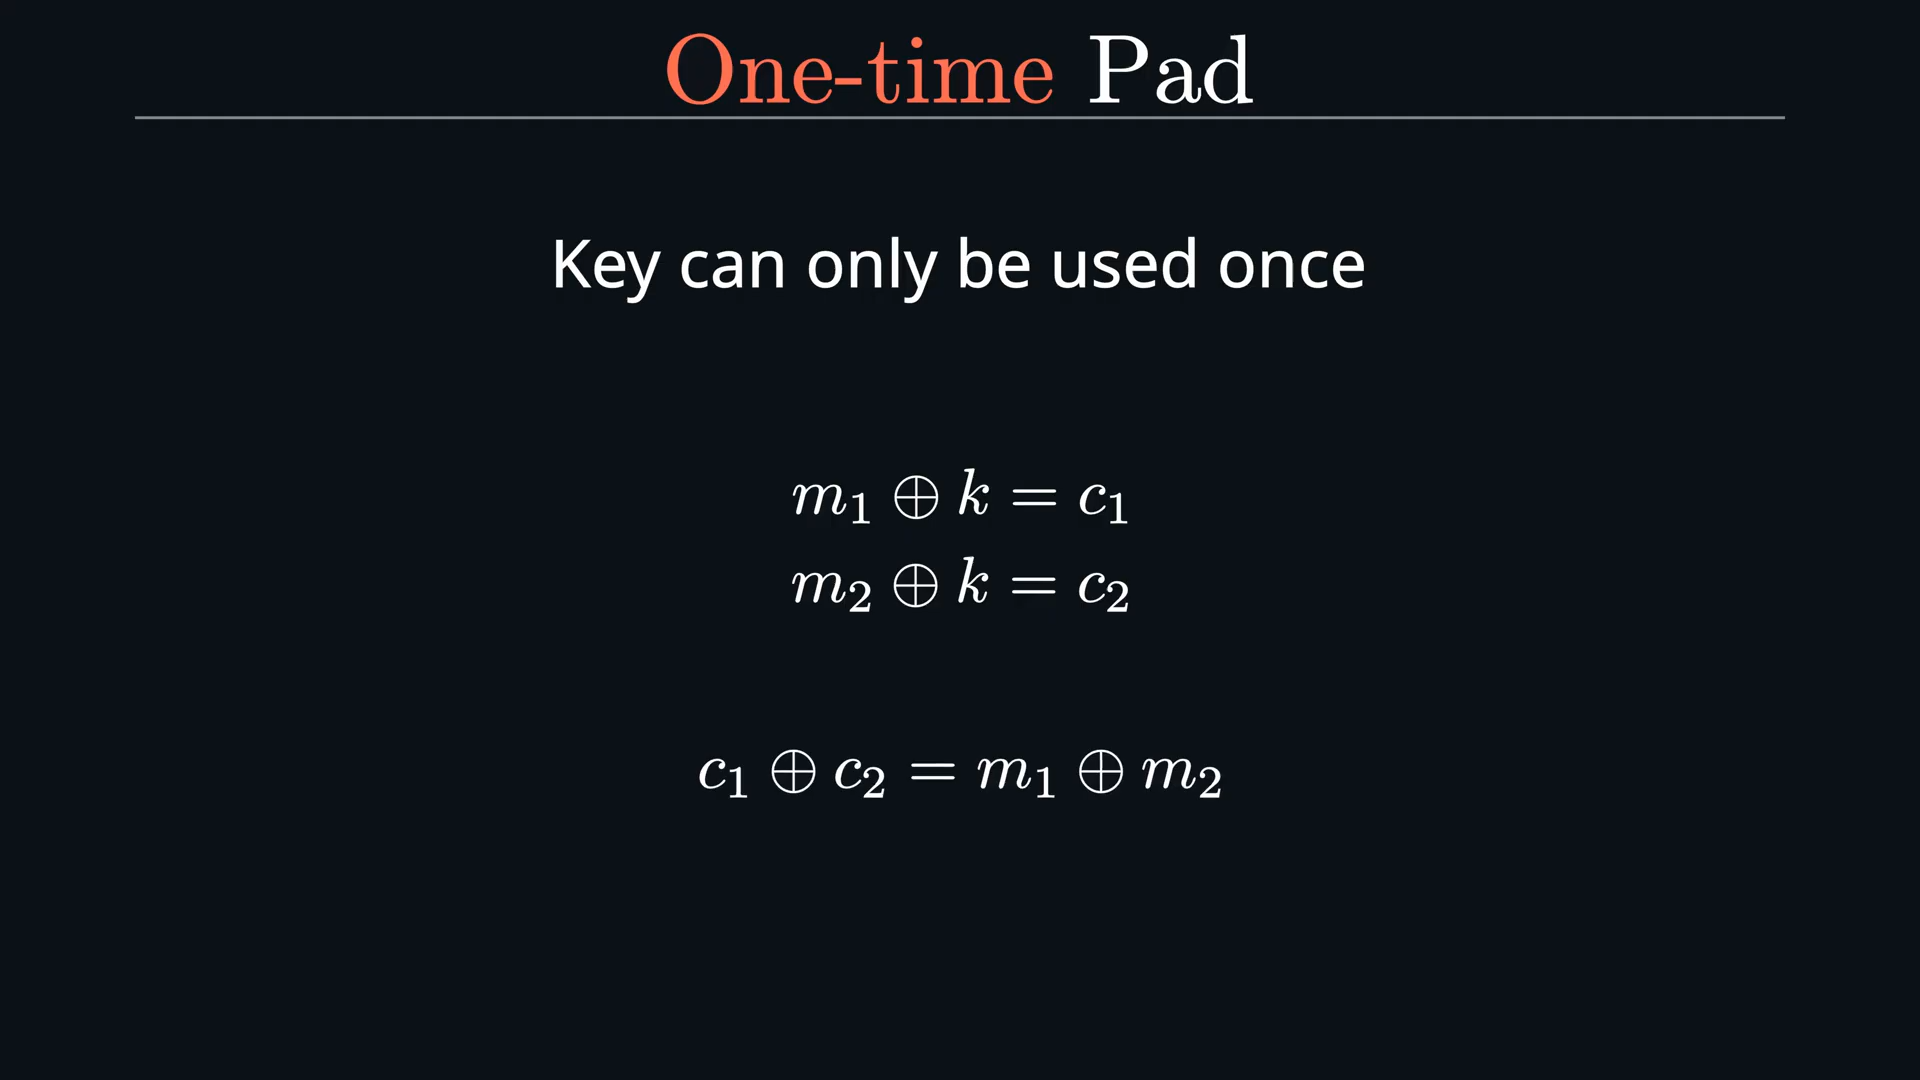 One-time Pad
Key can only be used once
m₁ ⊕ k = c₁
m₂ ⊕ k = c₂
c₁ ⊕ c₂ = m₁ ⊕ m₂